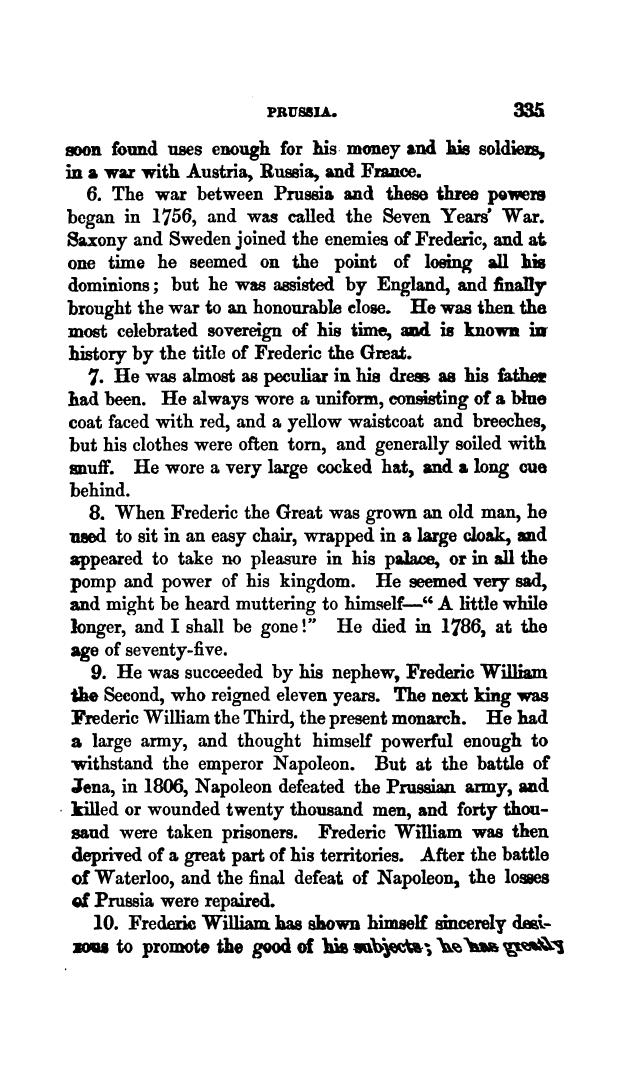 PRUSSIA. 335
soon found uses enough for his money and his soldiers,
in a war with Austria, Russia, and France.
6. The war between Prussia and these three powers
began in 1756, and was called the Seven Years' War.
Saxony and Sweden joined the enemies of Frederic, and at
one time he seemed on the point of losing all his
dominions; but he was assisted by England, and finally
brought the war to an honourable close. He was then the
most celebrated sovereign of his time, and is known in
history by the title of Frederic the Great.
7. He was almost as peculiar in his dress as his father
had been. He always wore a uniform, consisting of a blue
coat faced with red, and a yellow waistcoat and breeches,
but his clothes were often torn, and generally soiled with
snuff. He wore a very large cocked hat, and a long cue
behind.
8. When Frederic the Great was grown an old man, he
used to sit in an easy chair, wrapped in a large cloak, and
appeared to take no pleasure in his palace, or in all the
pomp and power of his kingdom. He seemed very sad,
and might be heard muttering to himself—“ A little while
longer, and I shall be gone!” He died in 1786, at the
age of seventy-five.
9. He was succeeded by his nephew, Frederic William
the Second, who reigned eleven years. The next king was
Frederic William the Third, the present monarch. He had
a large army, and thought himself powerful enough to
withstand the emperor Napoleon. But at the battle of
Jena, in 1806, Napoleon defeated the Prussian army, and
killed or wounded twenty thousand men, and forty thou-
sand were taken prisoners. Frederic William was then
deprived of a great part of his territories. After the battle
of Waterloo, and the final defeat of Napoleon, the losses
of Prussia were repaired.
10. Frederic William has shown himself sincerely desi-
rous to promote the good of his subjects; he has greatly